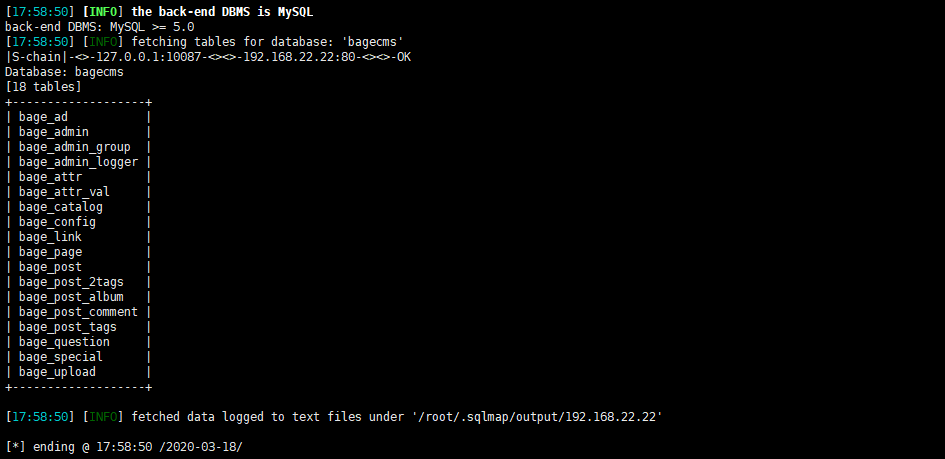 [17:58:50] [INFO] the back-end DBMS is MySQL
back-end DBMS: MySQL >= 5.0
[17:58:50] [INFO] fetching tables for database: 'bagecms'
|S-chain|-<>-127.0.0.1:10087-<><>-192.168.22.22:80-<><>-OK
Database: bagecms
[18 tables]
+-------------------+
| bage_ad           |
| bage_admin        |
| bage_admin_group  |
| bage_admin_logger |
| bage_attr         |
| bage_attr_val     |
| bage_catalog      |
| bage_config       |
| bage_link         |
| bage_page         |
| bage_post         |
| bage_post_2tags   |
| bage_post_album   |
| bage_post_comment |
| bage_post_tags    |
| bage_question     |
| bage_special      |
| bage_upload       |
+-------------------+
[17:58:50] [INFO] fetched data logged to text files under '/root/.sqlmap/output/192.168.22.22'
[*] ending @ 17:58:50 /2020-03-18/